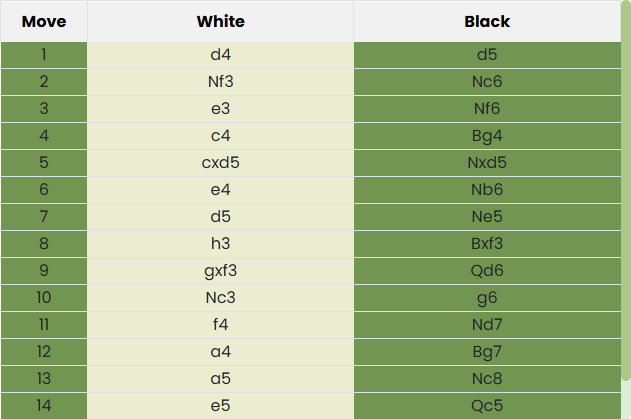 Move White Black
1 d4 d5
2 Nf3 Nc6
3 e3 Nf6
4 c4 Bg4
5 cxd5 Nxd5
6 e4 Nb6
7 d5 Ne5
8 h3 Bxf3
9 gxf3 Qd6
10 Nc3 g6
11 f4 Nd7
12 a4 Bg7
13 a5 Nc8
14 e5 Qc5